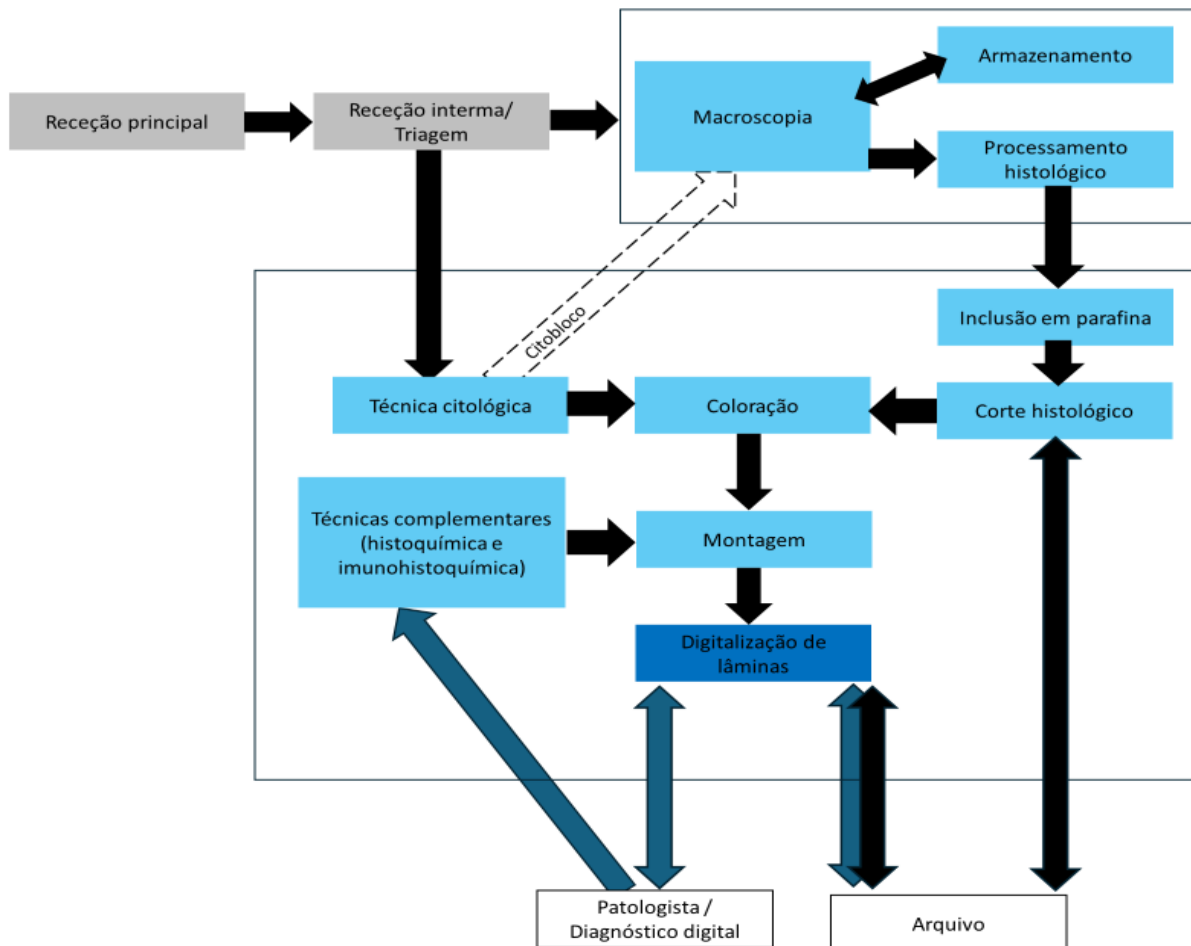 Armazenamento
Receção principal
Receção interma/
Triagem
Macroscopia
Processamento
histológico
Citobloco
Inclusão em parafina
Técnica citológica
Coloração
Corte histológico
Técnicas complementares
(histoquímica e
imunohistoquímica)
Montagem
Digitalização de
lâminas
Patologista /
Diagnóstico digital
Arquivo